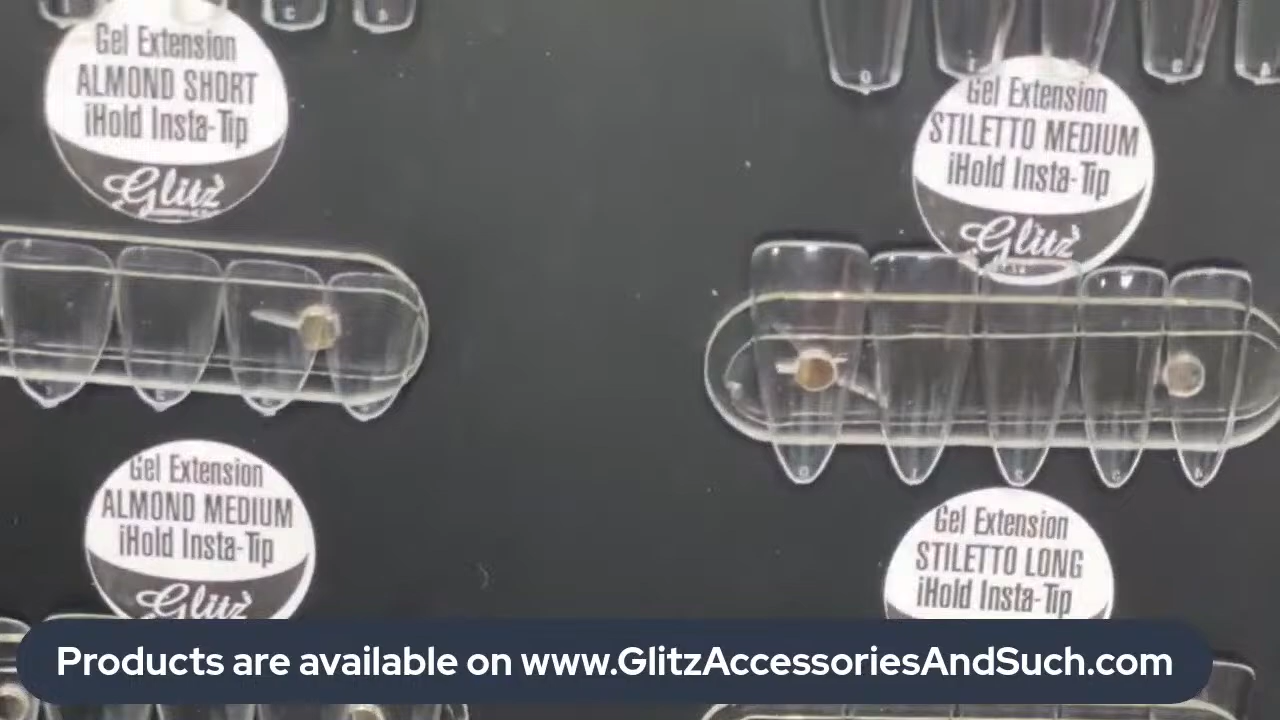 Gel Extension
ALMOND SHORT
iHold Insta-Tip
Glitz
Gel Extension
STILETTO MEDIUM
iHold Insta-Tip
Glitz
Gel Extension
ALMOND MEDIUM
iHold Insta-Tip
Glitz
Gel Extension
STILETTO LONG
iHold Insta-Tip
Products are available on www.GlitzAccessoriesAndSuch.com